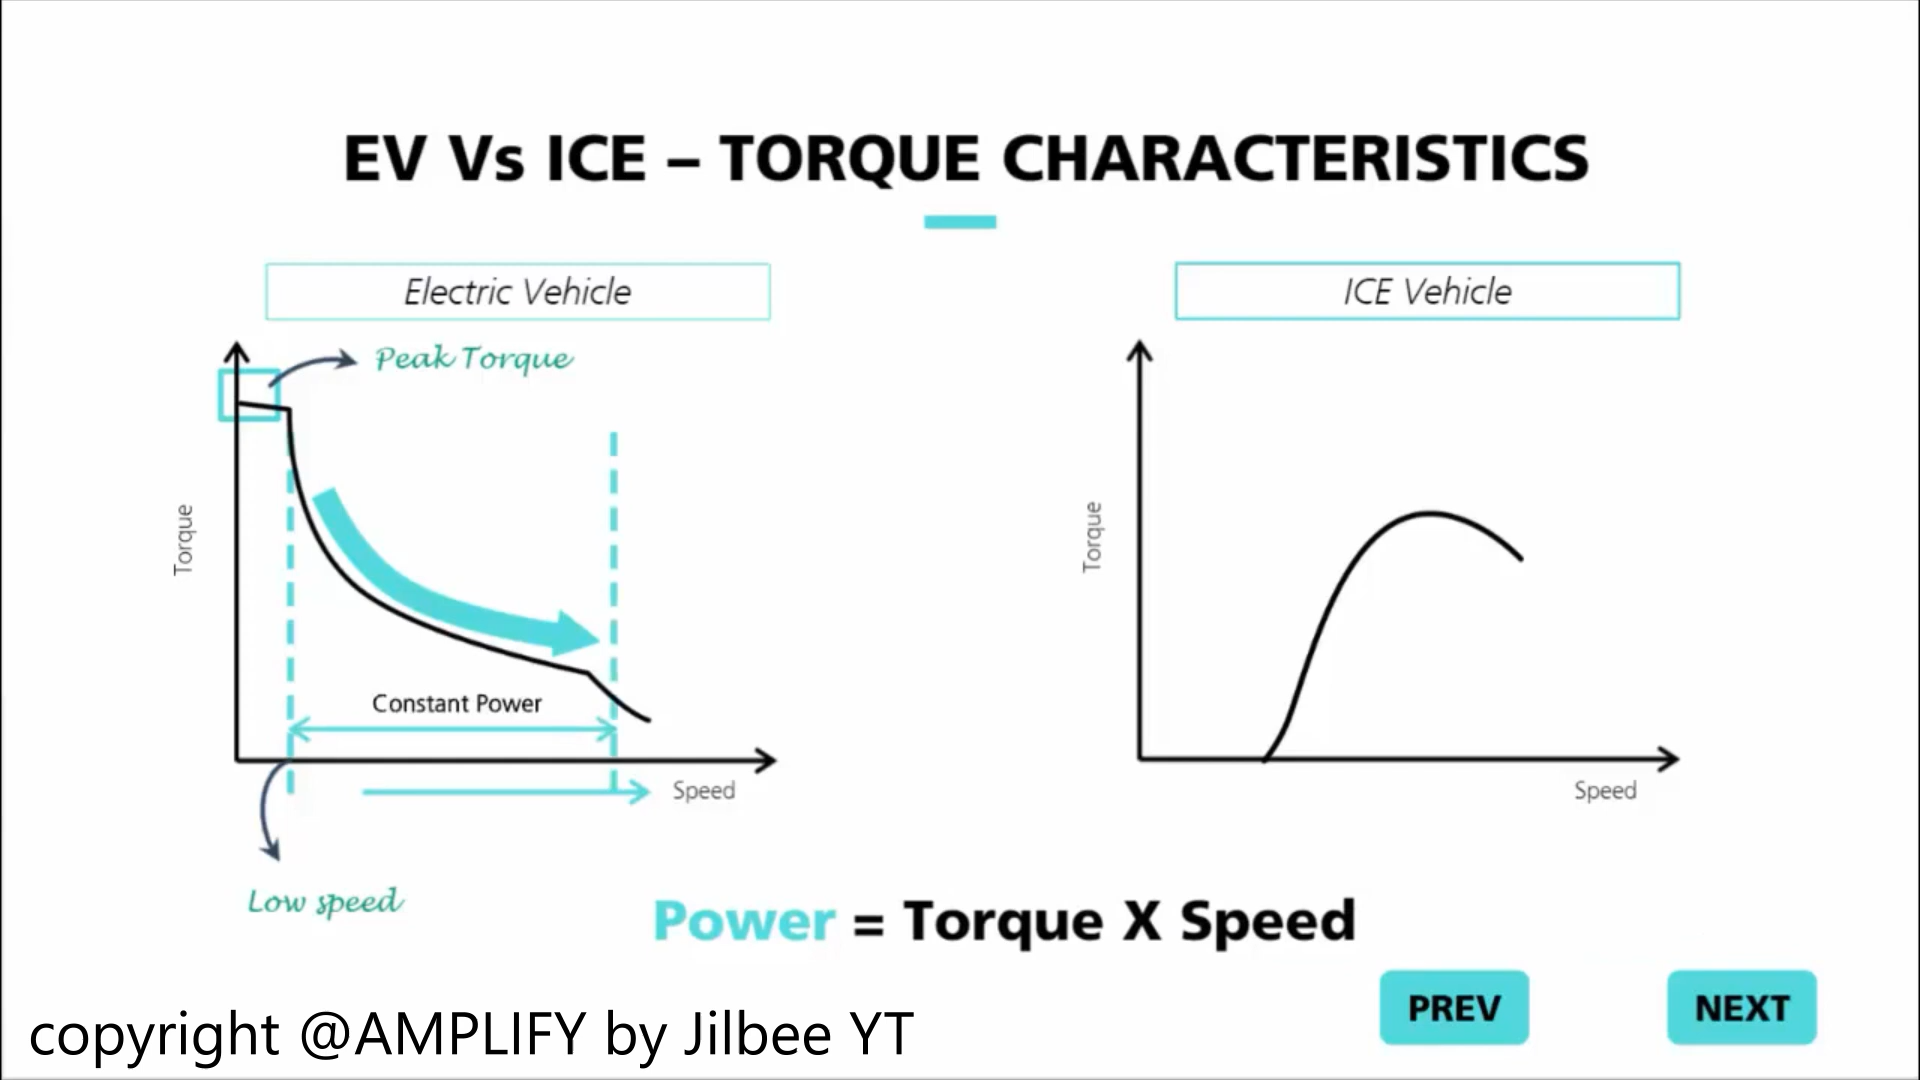 EV Vs ICE – TORQUE CHARACTERISTICS
Electric Vehicle
ICE Vehicle
Peak Torque
Torque
Torque
Constant Power
Speed
Speed
Low speed
Power = Torque X Speed
PREV
NEXT
copyright @AMPLIFY by Jilbee YT